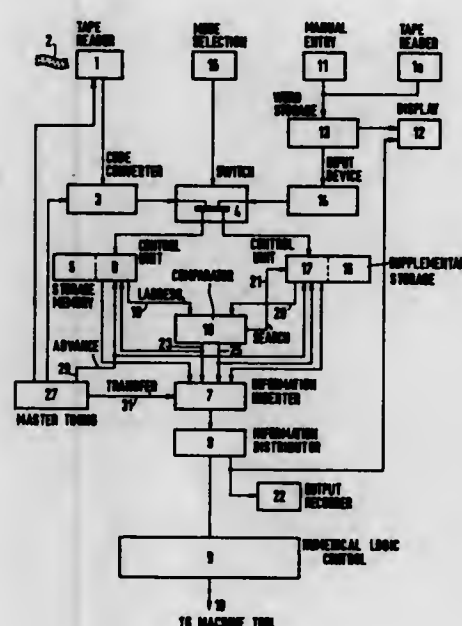 2
TAPE
READER
1
MODE
SELECTION
15
MANUAL
ENTRY
11
TAPE
READER
1a
WORD
STORAGE
13
DISPLAY
12
CODE
CONVERTER
3
SWITCH
4
INPUT
DEVICE
14
CONTROL
UNIT
CONTROL
UNIT
5
6
17
16
SUPPLEMENTAL
STORAGE
STORAGE
MEMORY
COMPARATOR
21
LADRESS
19
20
18
SEARCH
23
25
ADVANCE
29
27
MASTER TIMING
TRANSFER
31
7
INFORMATION
8
INFORMATION
DISTRIBUTOR
22
OUTPUT
RECORDER
9
NUMERICAL LOGIC
CONTROL
10
TO MACHINE TOOL